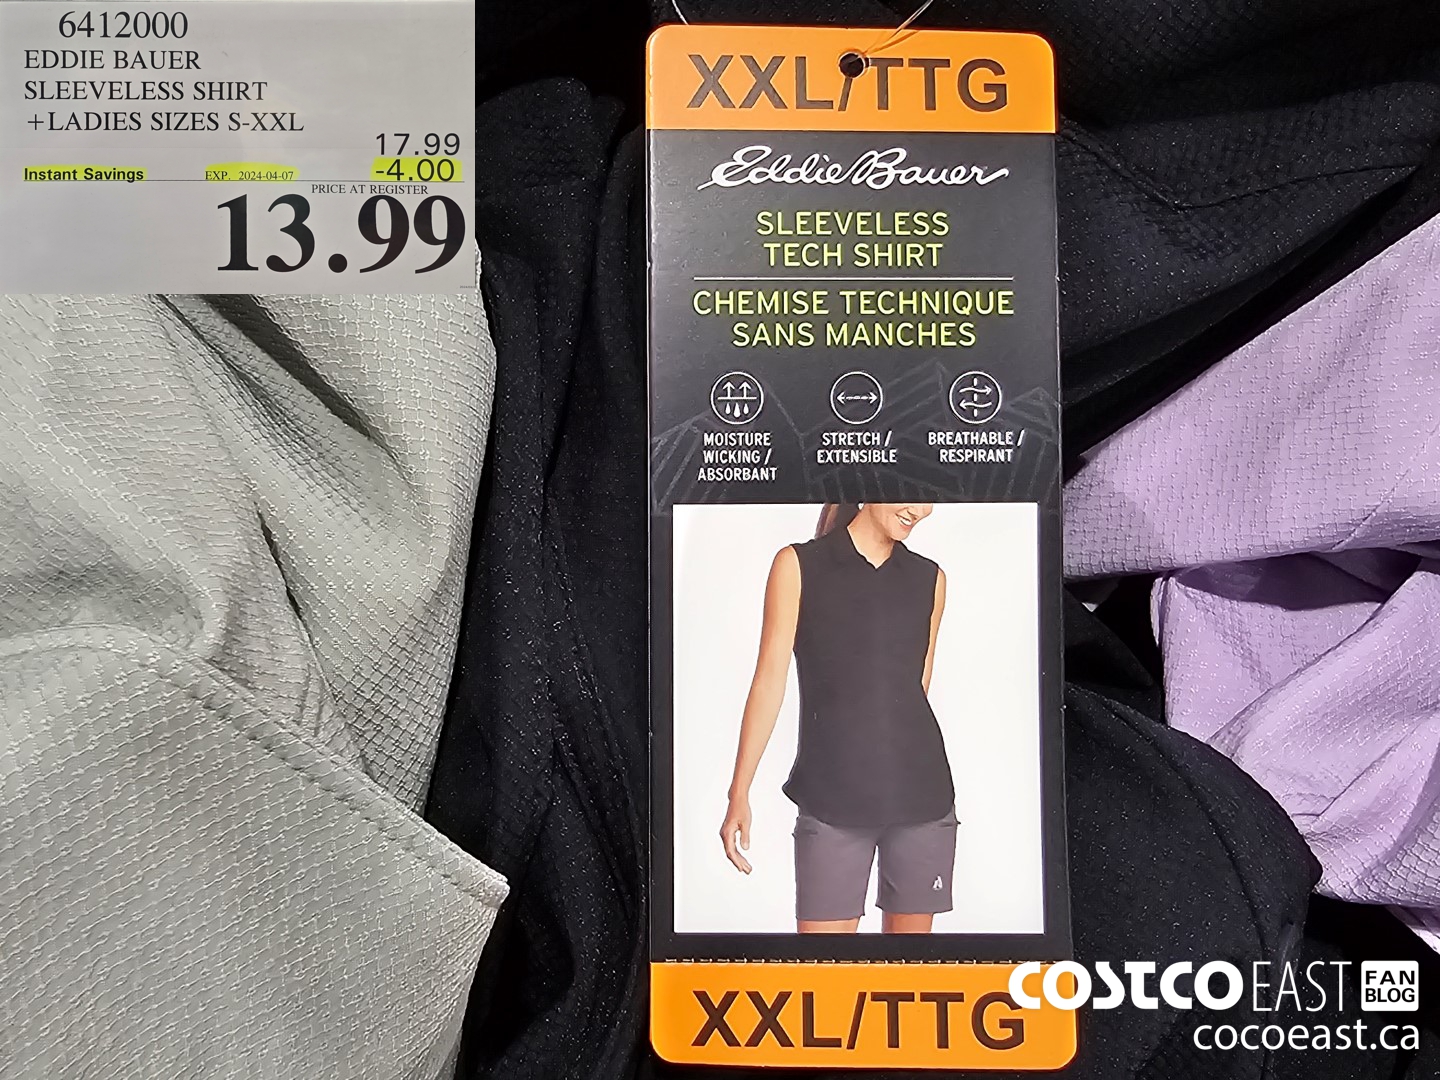 6412000
EDDIE BAUER
SLEEVELESS SHIRT
+LADIES SIZES S-XXL
17.99
Instant Savings EXP. 2024-04-07 -4.00
PRICE AT REGISTER
13.99
XXL/TTG
Eddie Bauer
SLEEVELESS
TECH SHIRT
CHEMISE TECHNIQUE
SANS MANCHES
MOISTURE
WICKING /
ABSORBANT
STRETCH /
EXTENSIBLE
BREATHABLE /
RESPIRANT
XXL/TTG
COSTCO EAST FAN BLOG
cocoeast.ca